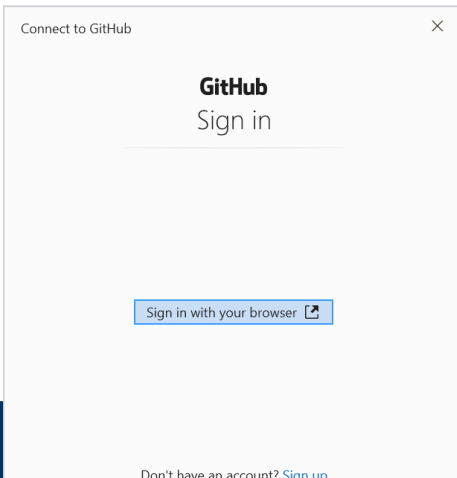 Connect to GitHub
GitHub
Sign in
Sign in with your browser
Don't have an account? Sign up